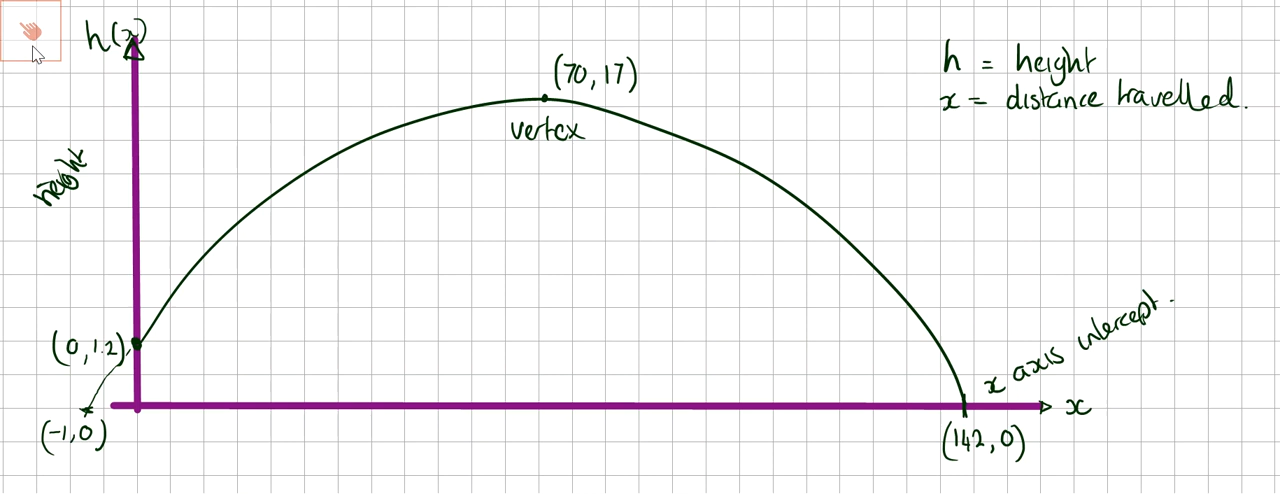 h(x)
(70,17)
vertex
h = height
x = distance travelled.
height
(0,1.2)
(-1,0)
x axis intercept.
x
(142,0)